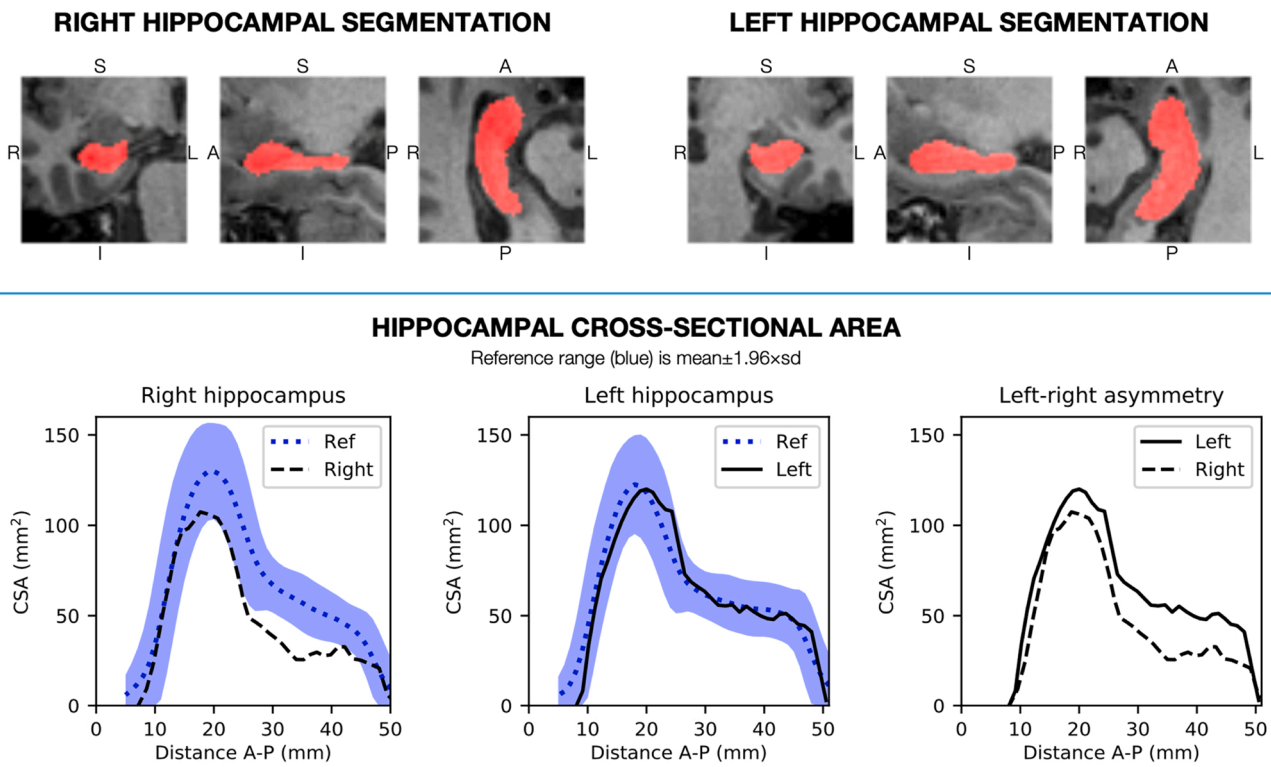 RIGHT HIPPOCAMPAL SEGMENTATION
LEFT HIPPOCAMPAL SEGMENTATION
S
S
A
S
S
A
R
L
A
P
R
L
R
L
A
P
R
L
I
I
P
I
I
P
HIPPOCAMPAL CROSS-SECTIONAL AREA
Reference range (blue) is mean±1.96×sd
Right hippocampus
CSA (mm²)
150
100
50
0
Ref
Right
0 10 20 30 40 50
Distance A-P (mm)
Left hippocampus
CSA (mm²)
150
100
50
0
Ref
Left
0 10 20 30 40 50
Distance A-P (mm)
Left-right asymmetry
CSA (mm²)
150
100
50
0
Left
Right
0 10 20 30 40 50
Distance A-P (mm)